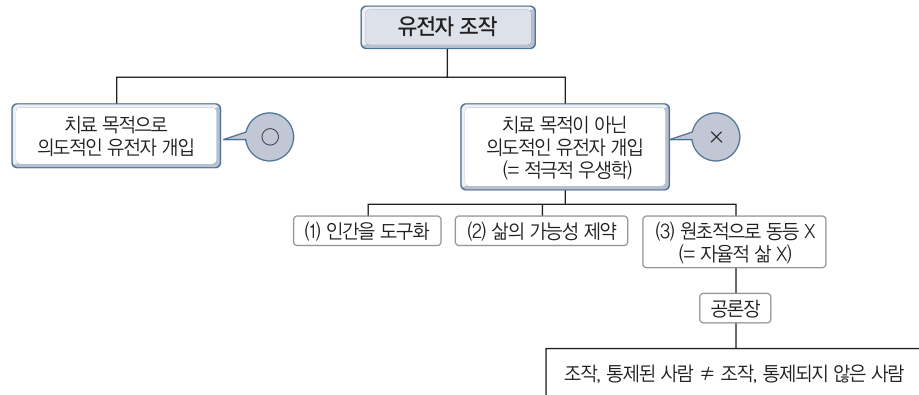 유전자 조작
치료 목적으로
의도적인 유전자 개입
○
치료 목적이 아닌
의도적인 유전자 개입
(= 적극적 우생학)
×
(1) 인간을 도구화
(2) 삶의 가능성 제약
(3) 원초적으로 동등 X
(= 자율적 삶 X)
공론장
조작, 통제된 사람 ≠ 조작, 통제되지 않은 사람